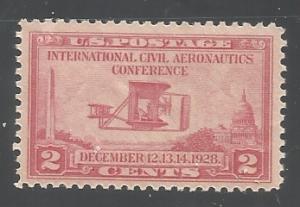 U.S. POSTAGE
INTERNATIONAL CIVIL AERONAUTICS
CONFERENCE
2 DECEMBER 12.13.14.1928. 2
CENTS